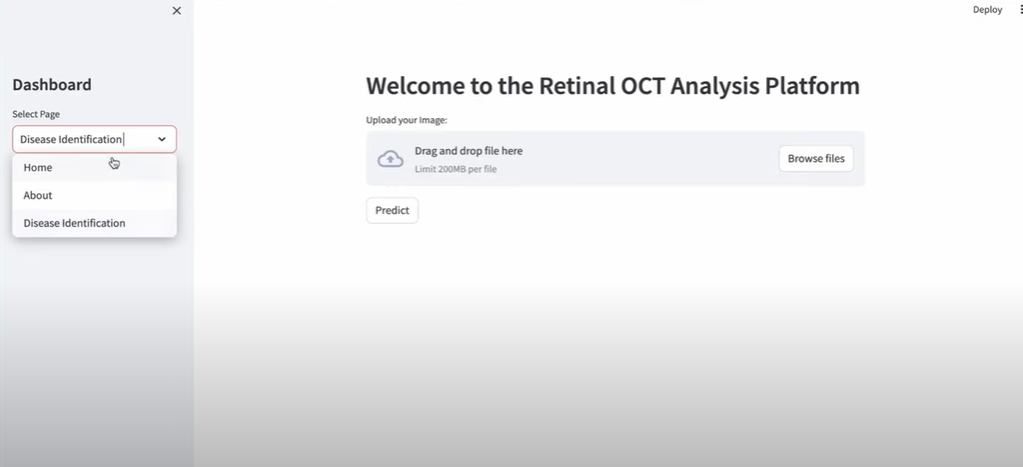 Deploy
Dashboard
Select Page
Disease Identification
Home
About
Disease Identification
Welcome to the Retinal OCT Analysis Platform
Upload your Image:
Drag and drop file here
Limit 200MB per file
Browse files
Predict